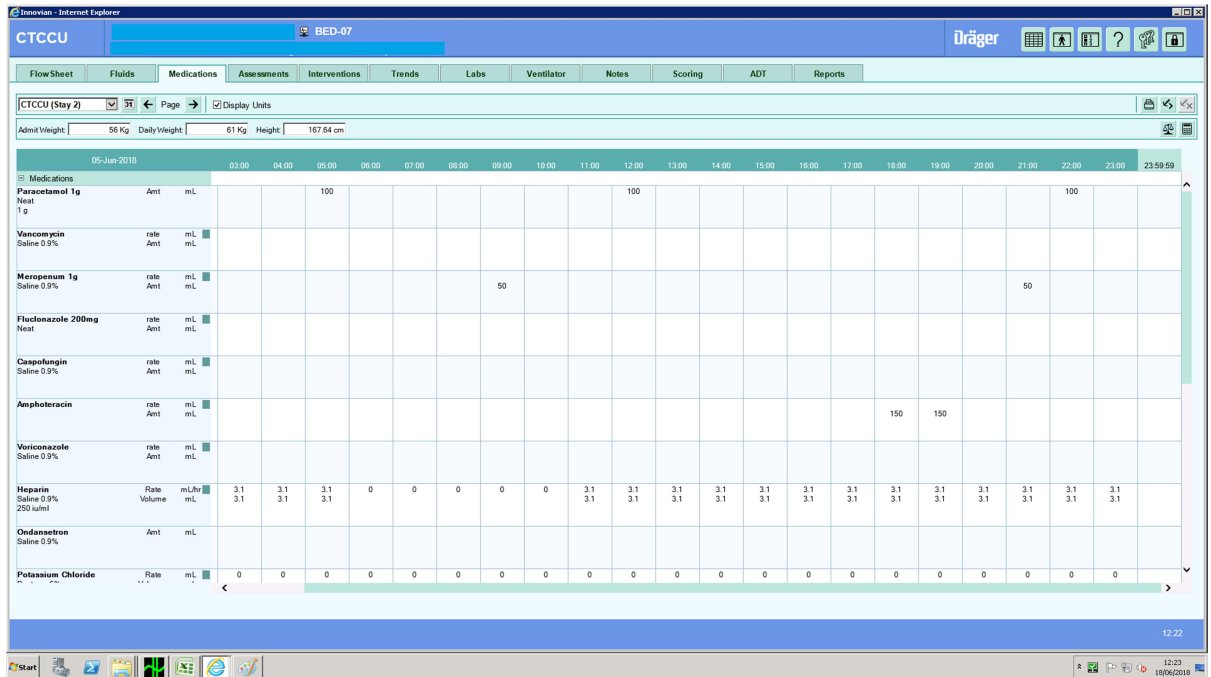 Innovian - Internet Explorer
CTCCU BED-07 Dräger
FlowSheet Fluids Medications Assessments Interventions Trends Labs Ventilator Notes Scoring ADT Reports
CTCCU (Stay 2) 31 Page Display Units
Admit Weight: 56 Kg Daily Weight: 61 Kg Height: 167.64 cm
05-Jun-2018 03:00 04:00 05:00 06:00 07:00 08:00 09:00 10:00 11:00 12:00 13:00 14:00 15:00 16:00 17:00 18:00 19:00 20:00 21:00 22:00 23:00 23:59:59
Medications
Paracetamol 1g Amt mL 100 100 100
Neat
1 g
Vancomycin rate mL
Saline 0.9% Amt mL
Meropenum 1g rate mL
Saline 0.9% Amt mL 50 50
Fluclonazole 200mg rate mL
Neat Amt mL
Caspofungin rate mL
Saline 0.9% Amt mL
Amphoteracin rate mL
Amt mL 150 150
Voriconazole rate mL
Saline 0.9% Amt mL
Heparin Rate mL/hr 3.1 3.1 3.1 0 0 0 0 0 3.1 3.1 3.1 3.1 3.1 3.1 3.1 3.1 3.1 3.1 3.1 3.1 3.1
Saline 0.9% Volume mL 3.1 3.1 3.1 3.1 3.1 3.1 3.1 3.1 3.1 3.1 3.1 3.1 3.1 3.1 3.1 3.1
250 iu/ml
Ondansetron Amt mL
Saline 0.9%
Potassium Chloride Rate mL 0 0 0 0 0 0 0 0 0 0 0 0 0 0 0 0 0 0 0 0 0
12:22
Start 12:23
18/06/2018